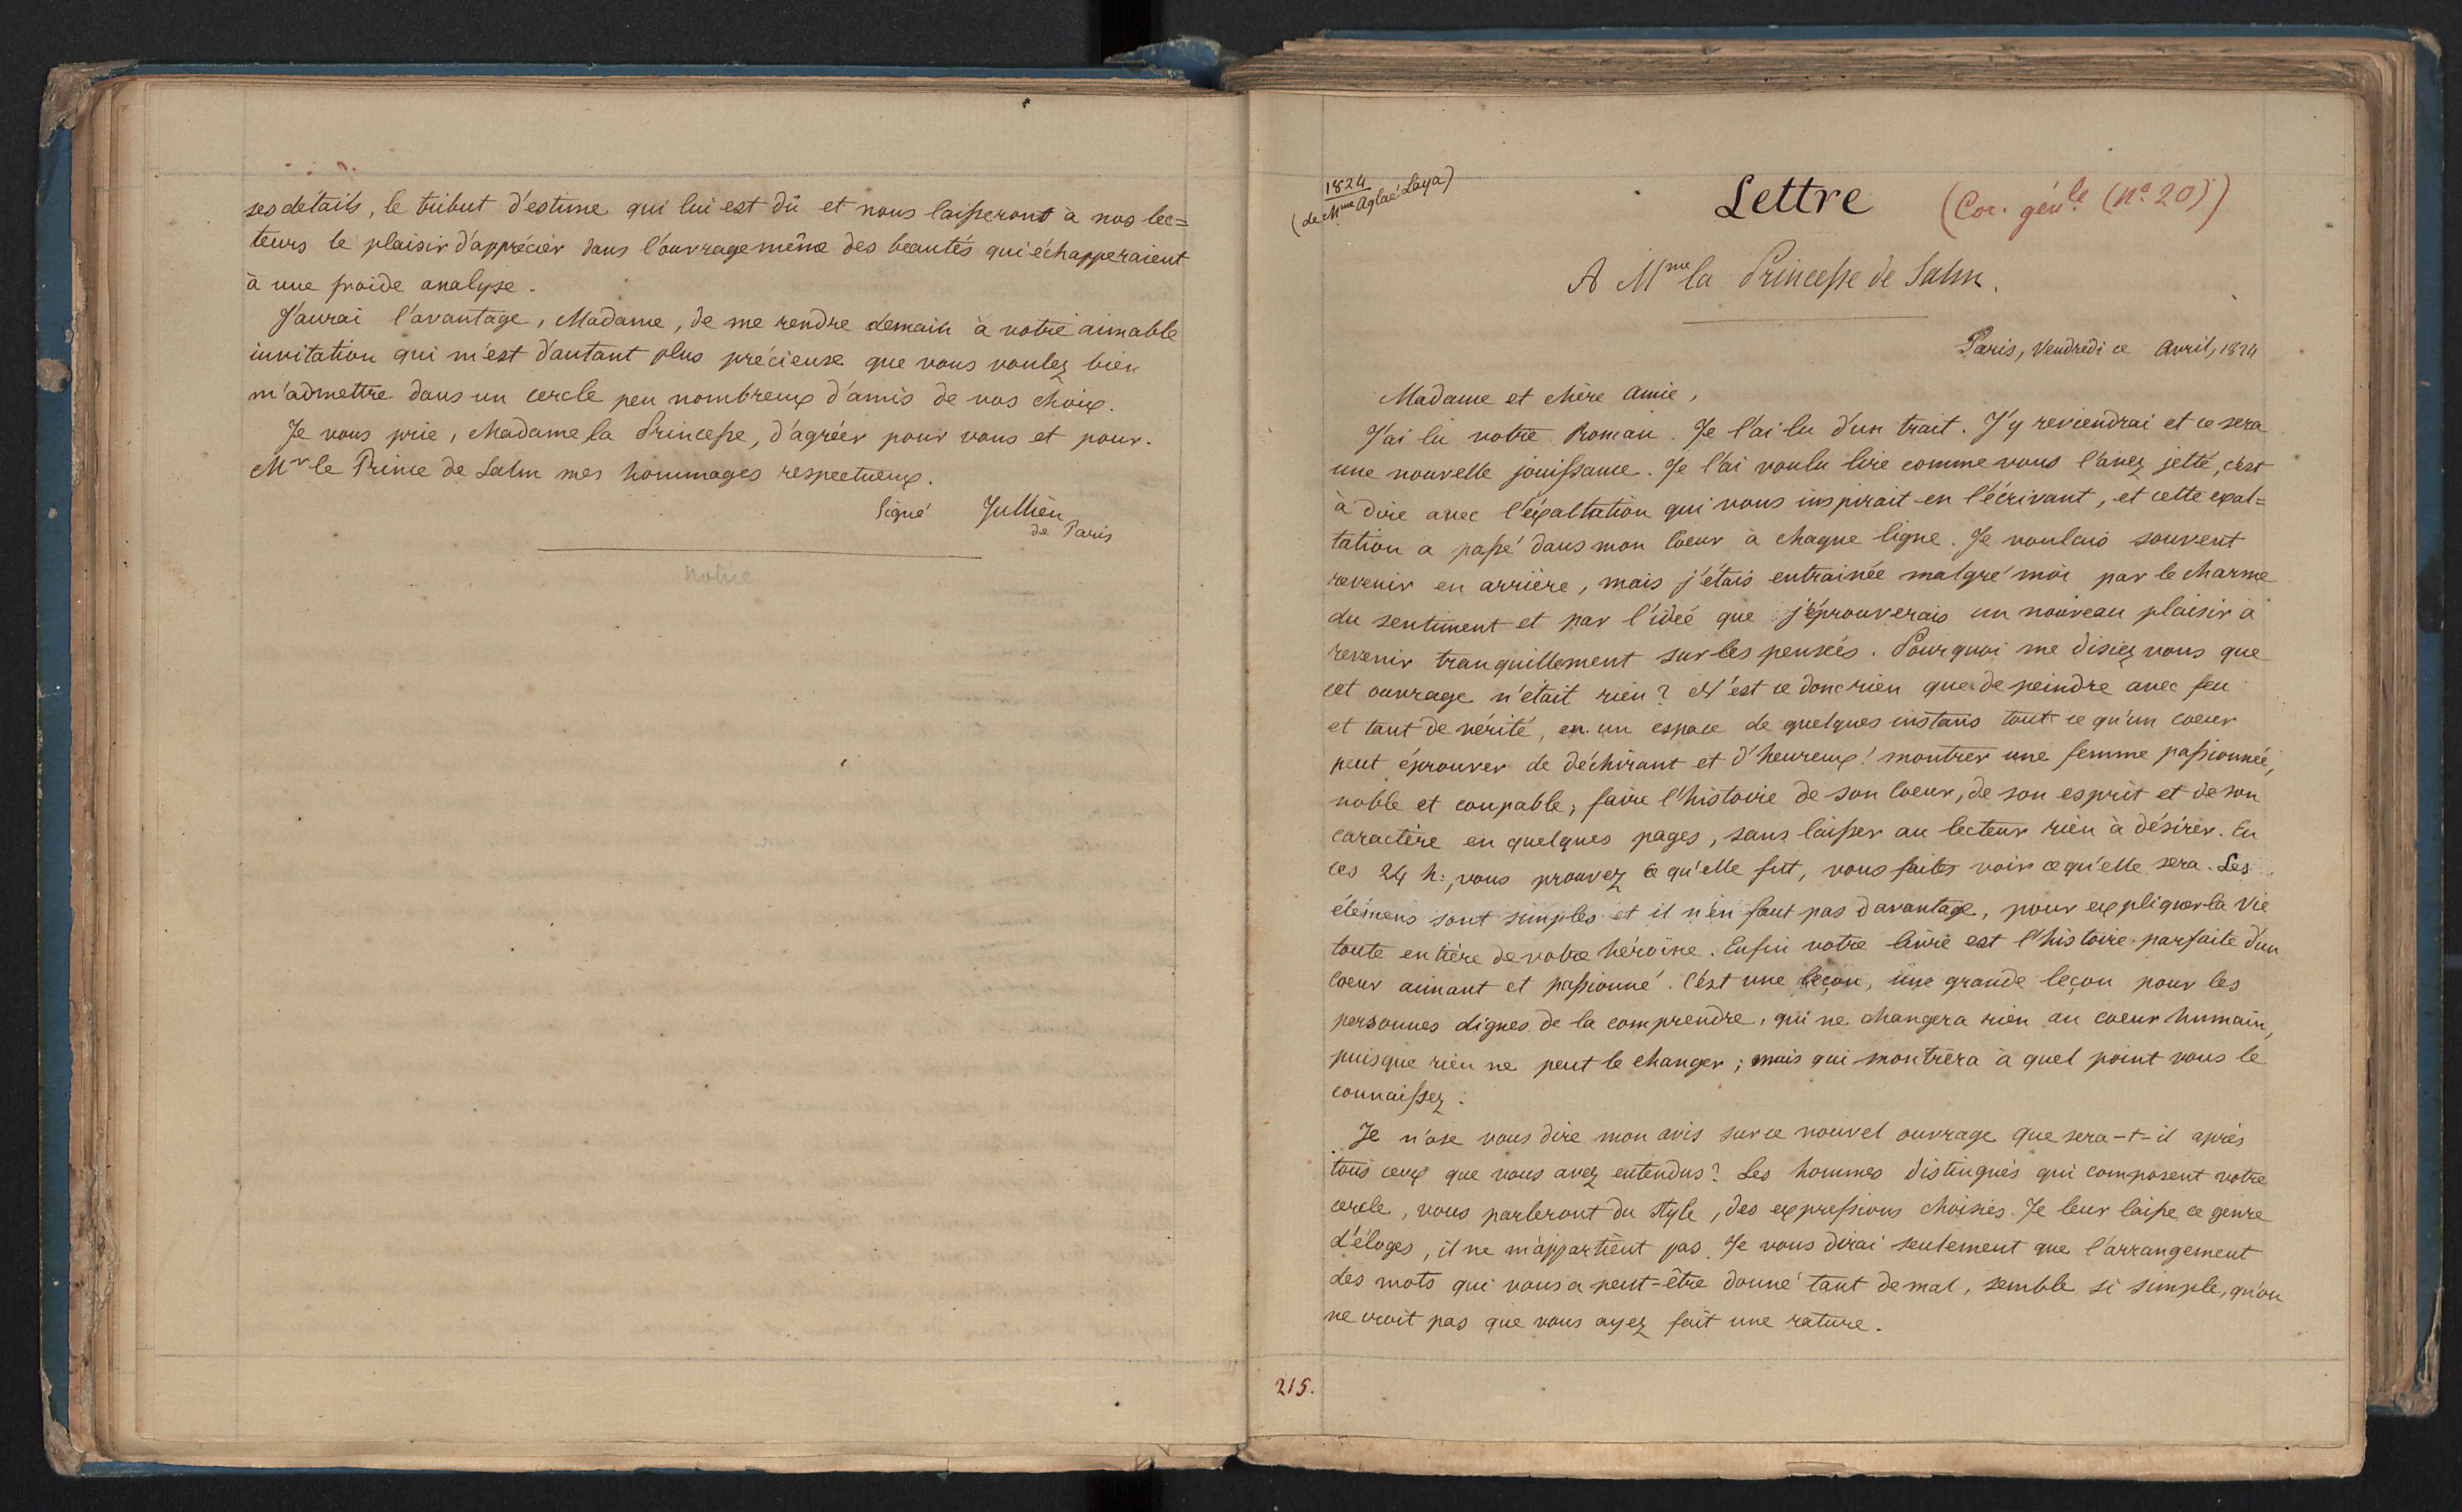 ses détails, le tribut d'estime qui lui est dû et nous laisserons à nos lec=
teurs le plaisir d'apprécier dans l'ouvrage même des beautés qui échapperaient
à une froide analyse.
J'aurai l'avantage, Madame, de me rendre demain à votre aimable
invitation qui m'est d'autant plus précieuse que vous voulez bien
m'admettre dans un cercle peu nombreux d'amis de vos choix.
Je vous prie, Madame la Princesse, d'agréer pour vous et pour
Mr le Prince de Salm mes hommages respectueux.
Signé Jullien
de Paris
1824
(de Mme Aglaé Laya)
Lettre (Cor. génle (No. 20))
A Mme la Princesse de Salm.
Paris, Vendredi ce Avril, 1824
Madame et chère amie,
J'ai lu votre Roman. Je l'ai lu d'un trait. J'y reviendrai et ce sera
une nouvelle jouissance. Je l'ai voulu lire comme vous l'avez jetté, c'est
à dire avec l'éxaltation qui vous inspirait en l'écrivant, et cette exal=
tation a passé dans mon coeur à chaque ligne. Je voulais souvent
revenir en arrière, mais j'étais entrainée malgré moi par le charme
du sentiment et par l'idée que j'éprouverais un nouveau plaisir à
revenir tranquillement sur les pensées. Pourquoi me disiez vous que
cet ouvrage n'était rien? N'est ce donc rien que de peindre avec feu
et tant de vérité, en un espace de quelques instans tout ce qu'un coeur
peut éprouver de déchirant et d'heureux! montrer une femme passionnée,
noble et coupable, faire l'histoire de son coeur, de son esprit et de son
caractère en quelques pages, sans laisser au lecteur rien à désirer. En
ces 24 h:, vous prouvez ce qu'elle fut, vous faites voir ce qu'elle sera. Les
élémens sont simples et il n'en faut pas davantage, pour expliquer la vie
toute entière de votre héroïne. Enfin votre livre est l'histoire parfaite d'un
coeur aimant et passionné. C'est une leçon, une grande leçon pour les
personnes dignes de la comprendre, qui ne changera rien au coeur humain,
puisque rien ne peut le changer; mais qui montrera à quel point vous le
connaissez.
Je n'ose vous dire mon avis sur ce nouvel ouvrage que sera-t-il après
tous ceux que vous avez entendus? Les hommes distingués qui composent votre
cercle, vous parleront du style, des expressions choisies. Je leur laisse ce genre
d'éloges, il ne m'appartient pas. Je vous dirai seulement que l'arrangement
des mots qui vous a peut-être donné tant de mal, semble si simple, qu'on
ne croit pas que vous ayez fait une rature.
215.